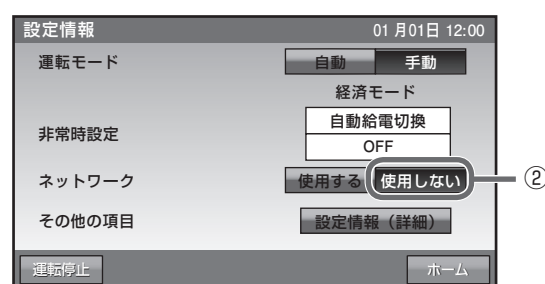 設定情報 01月01日 12:00
運転モード 自動 手動
経済モード
非常時設定 自動給電切換
OFF
ネットワーク 使用する 使用しない ②
その他の項目 設定情報（詳細）
運転停止 ホーム